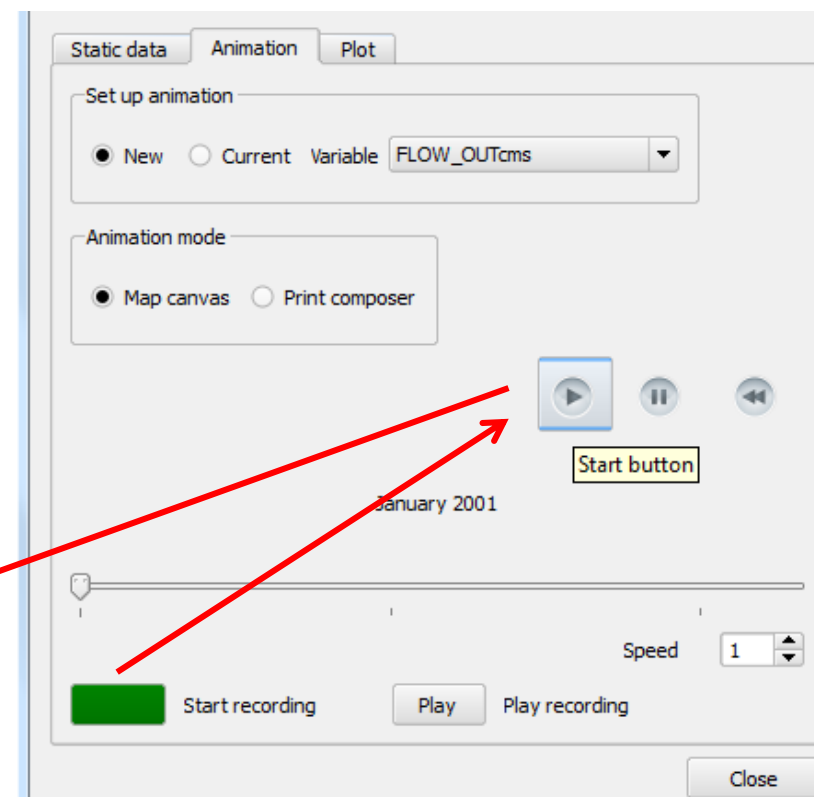 Static data Animation Plot
Set up animation
New Current Variable FLOW_OUTcms
Animation mode
Map canvas Print composer
Start button
January 2001
Speed 1
Start recording Play Play recording
Close